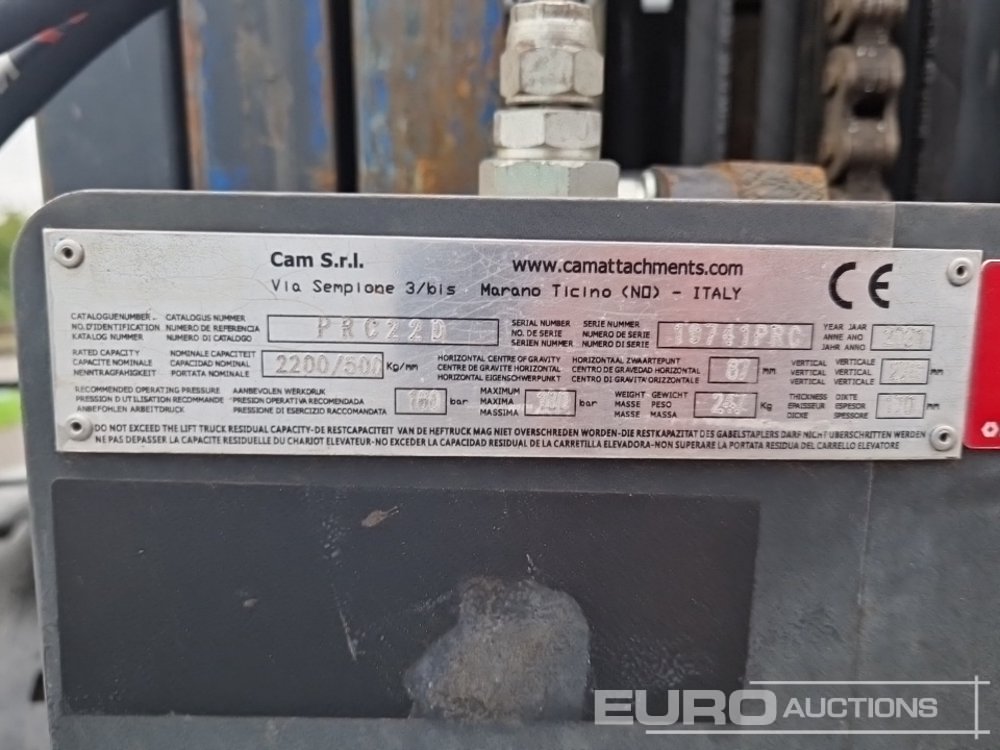 Cam S.r.l. www.camattachments.com
Via Sempione 3/bis Marano Ticino (NO) - ITALY
CE
CATALOGUENUMBER CATALOGUS NUMMER
NO.D'IDENTIFICATION NUMERO DE REFERENCIA
KATALOG NUMMER NUMERO DI CATALOGO
PRC22D
SERIAL NUMBER SERIE NUMMER
NO. DE SERIE NUMERO DE SERIE
SERIEN NUMMER NUMERO DI SERIE
YEAR JAAR
ANNE ANO
JAHR ANNO
2021
RATED CAPACITY NOMINALE CAPACITEIT
CAPACITE NOMINALE CAPACIDAD NOMINAL
NENNTRAGFAHIGKEIT PORTATA NOMINALE
2200/500 Kg/mm
HORIZONTAL CENTRE OF GRAVITY HORIZONTAAL ZWAARTEPUNT
CENTRE DE GRAVITE HORIZONTAL CENTRO DE GRAVEDAD HORIZONTAL
HORIZONTAL EIGENSCHWERPUNKT CENTRO DI GRAVITA' ORIZZONTALE
mm
VERTICAL VERTICALE
VERTICAL VERTICAL
VERTICAL VERTICALE
mm
RECOMMENDED OPERATING PRESSURE AANBEVOLEN WERKDRUK
PRESSION D'UTILISATION RECOMMANDE PRESION OPERATIVA RECOMENDADA
ANBEFOHLEN ARBEITDRUCK PRESSIONE DI ESERCIZIO RACCOMANDATA
bar
MAXIMUM
MAXIMA
MASSIMA
bar
WEIGHT GEWICHT
MASSE PESO
MASSE MASSA
Kg
THICKNESS DIKTE
EPAISSEUR ESPESOR
DICKE SPESSORE
mm
DO NOT EXCEED THE LIFT TRUCK RESIDUAL CAPACITY-DE RESTCAPACITEIT VAN DE HEFTRUCK MAG NIET OVERSCHREDEN WORDEN-DIE RESTKAPAZITAT DES GABELSTAPLERS DARF NICHT UBERSCHRITTEN WERDEN
NE PAS DEPASSER LA CAPACITE RESIDUELLE DU CHARIOT ELEVATEUR-NO EXCEDER LA CAPACIDAD RESIDUAL DE LA CARRETILLA ELEVADORA-NON SUPERARE LA PORTATA RESIDUA DEL CARRELLO ELEVATORE
EURO AUCTIONS